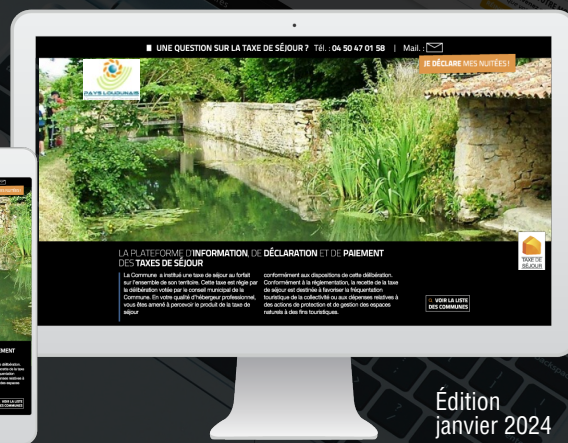 UNE QUESTION SUR LA TAXE DE SÉJOUR ? Tél. : 04 50 47 01 58 | Mail. :
JE DÉCLARE MES NUITÉES !
PAYS LOUDUNAIS
LA PLATEFORME D'INFORMATION, DE DÉCLARATION ET DE PAIEMENT
DES TAXES DE SÉJOUR
La Commune a institué une taxe de séjour au forfait
sur l'ensemble de son territoire. Cette taxe est régie par
la délibération votée par le conseil municipal de la
Commune. En votre qualité d'hébergeur professionnel,
vous êtes amené à percevoir le produit de la taxe de
séjour
conformément aux dispositions de cette délibération.
Conformément à la réglementation, la recette de la taxe
de séjour est destinée à favoriser la fréquentation
touristique de la collectivité ou aux dépenses relatives à
des actions de protection et de gestion des espaces
naturels à des fins touristiques.
TAXE DE
SÉJOUR
VOIR LA LISTE
DES COMMUNES
Édition
janvier 2024